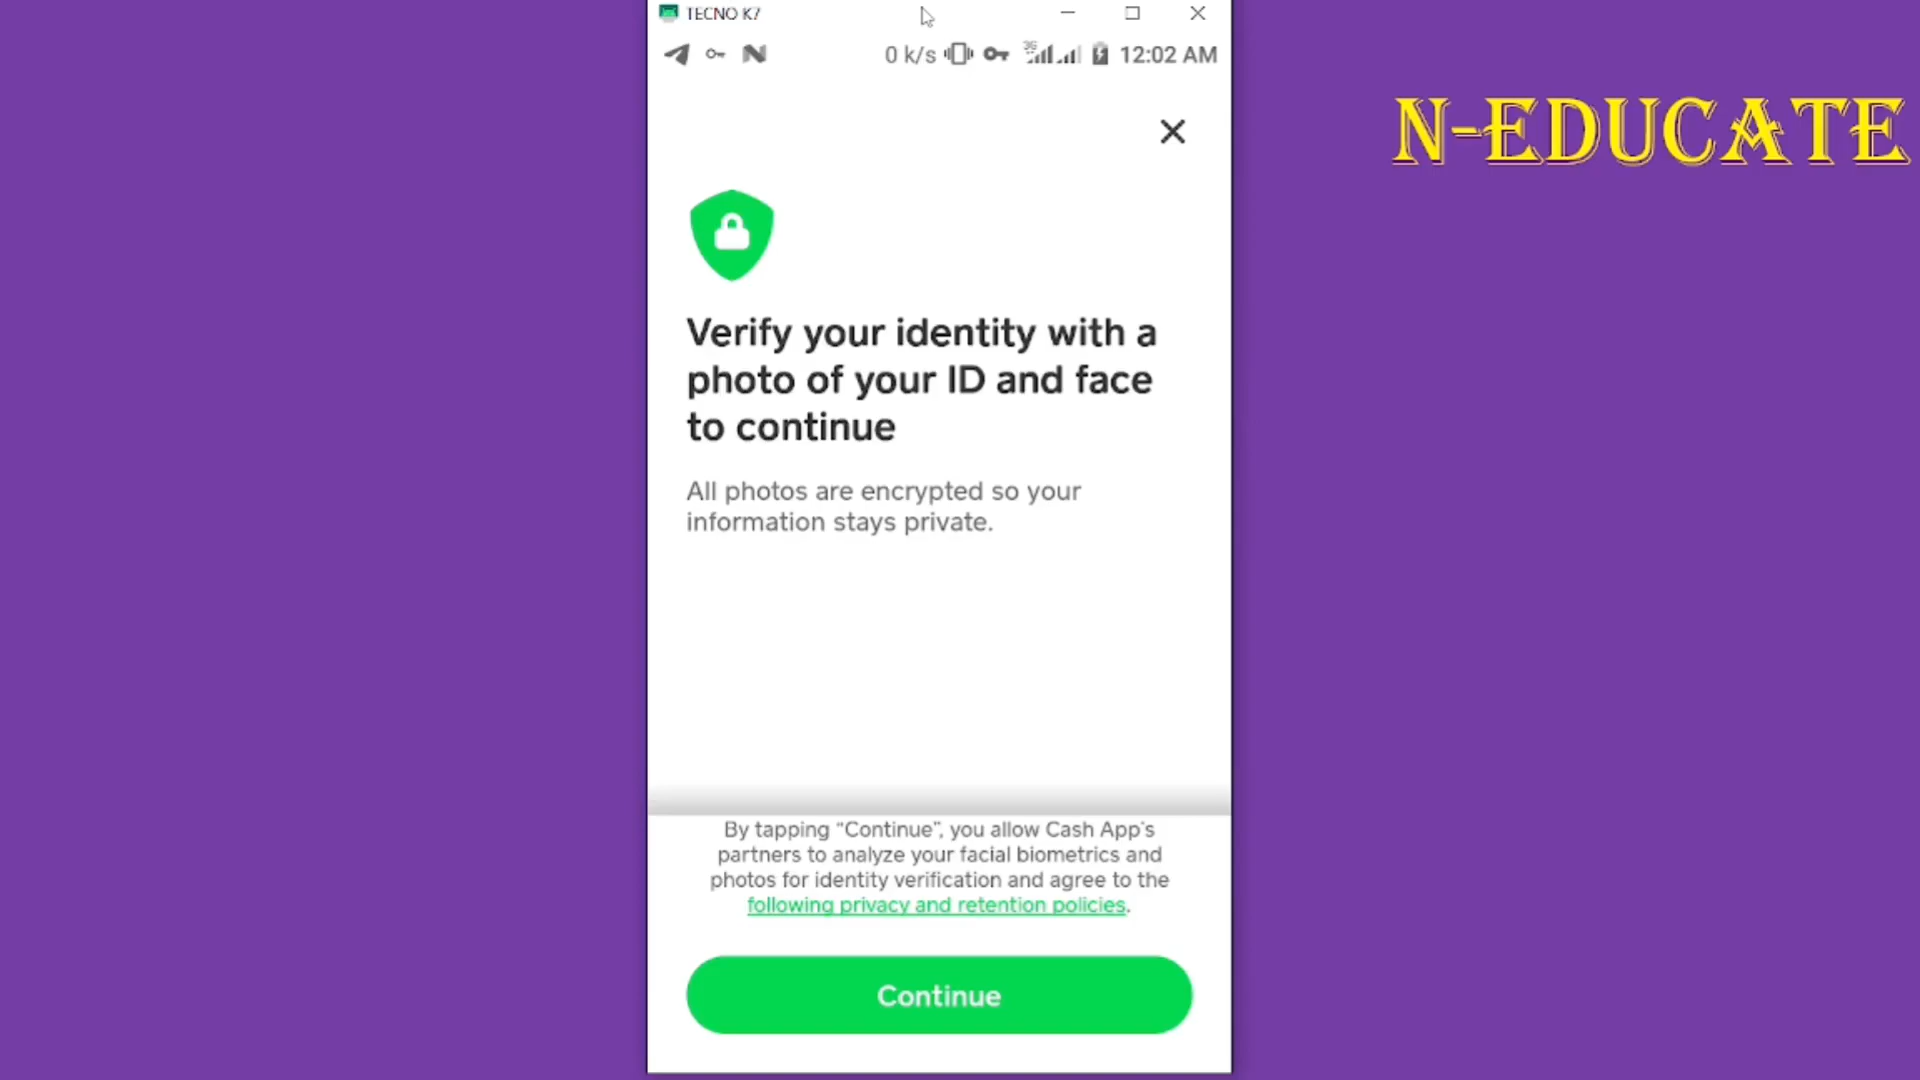 TECNO K7
0 k/s 3G 12:02 AM
N-EDUCATE
Verify your identity with a
photo of your ID and face
to continue
All photos are encrypted so your
information stays private.
By tapping “Continue”, you allow Cash App's
partners to analyze your facial biometrics and
photos for identity verification and agree to the
following privacy and retention policies.
Continue